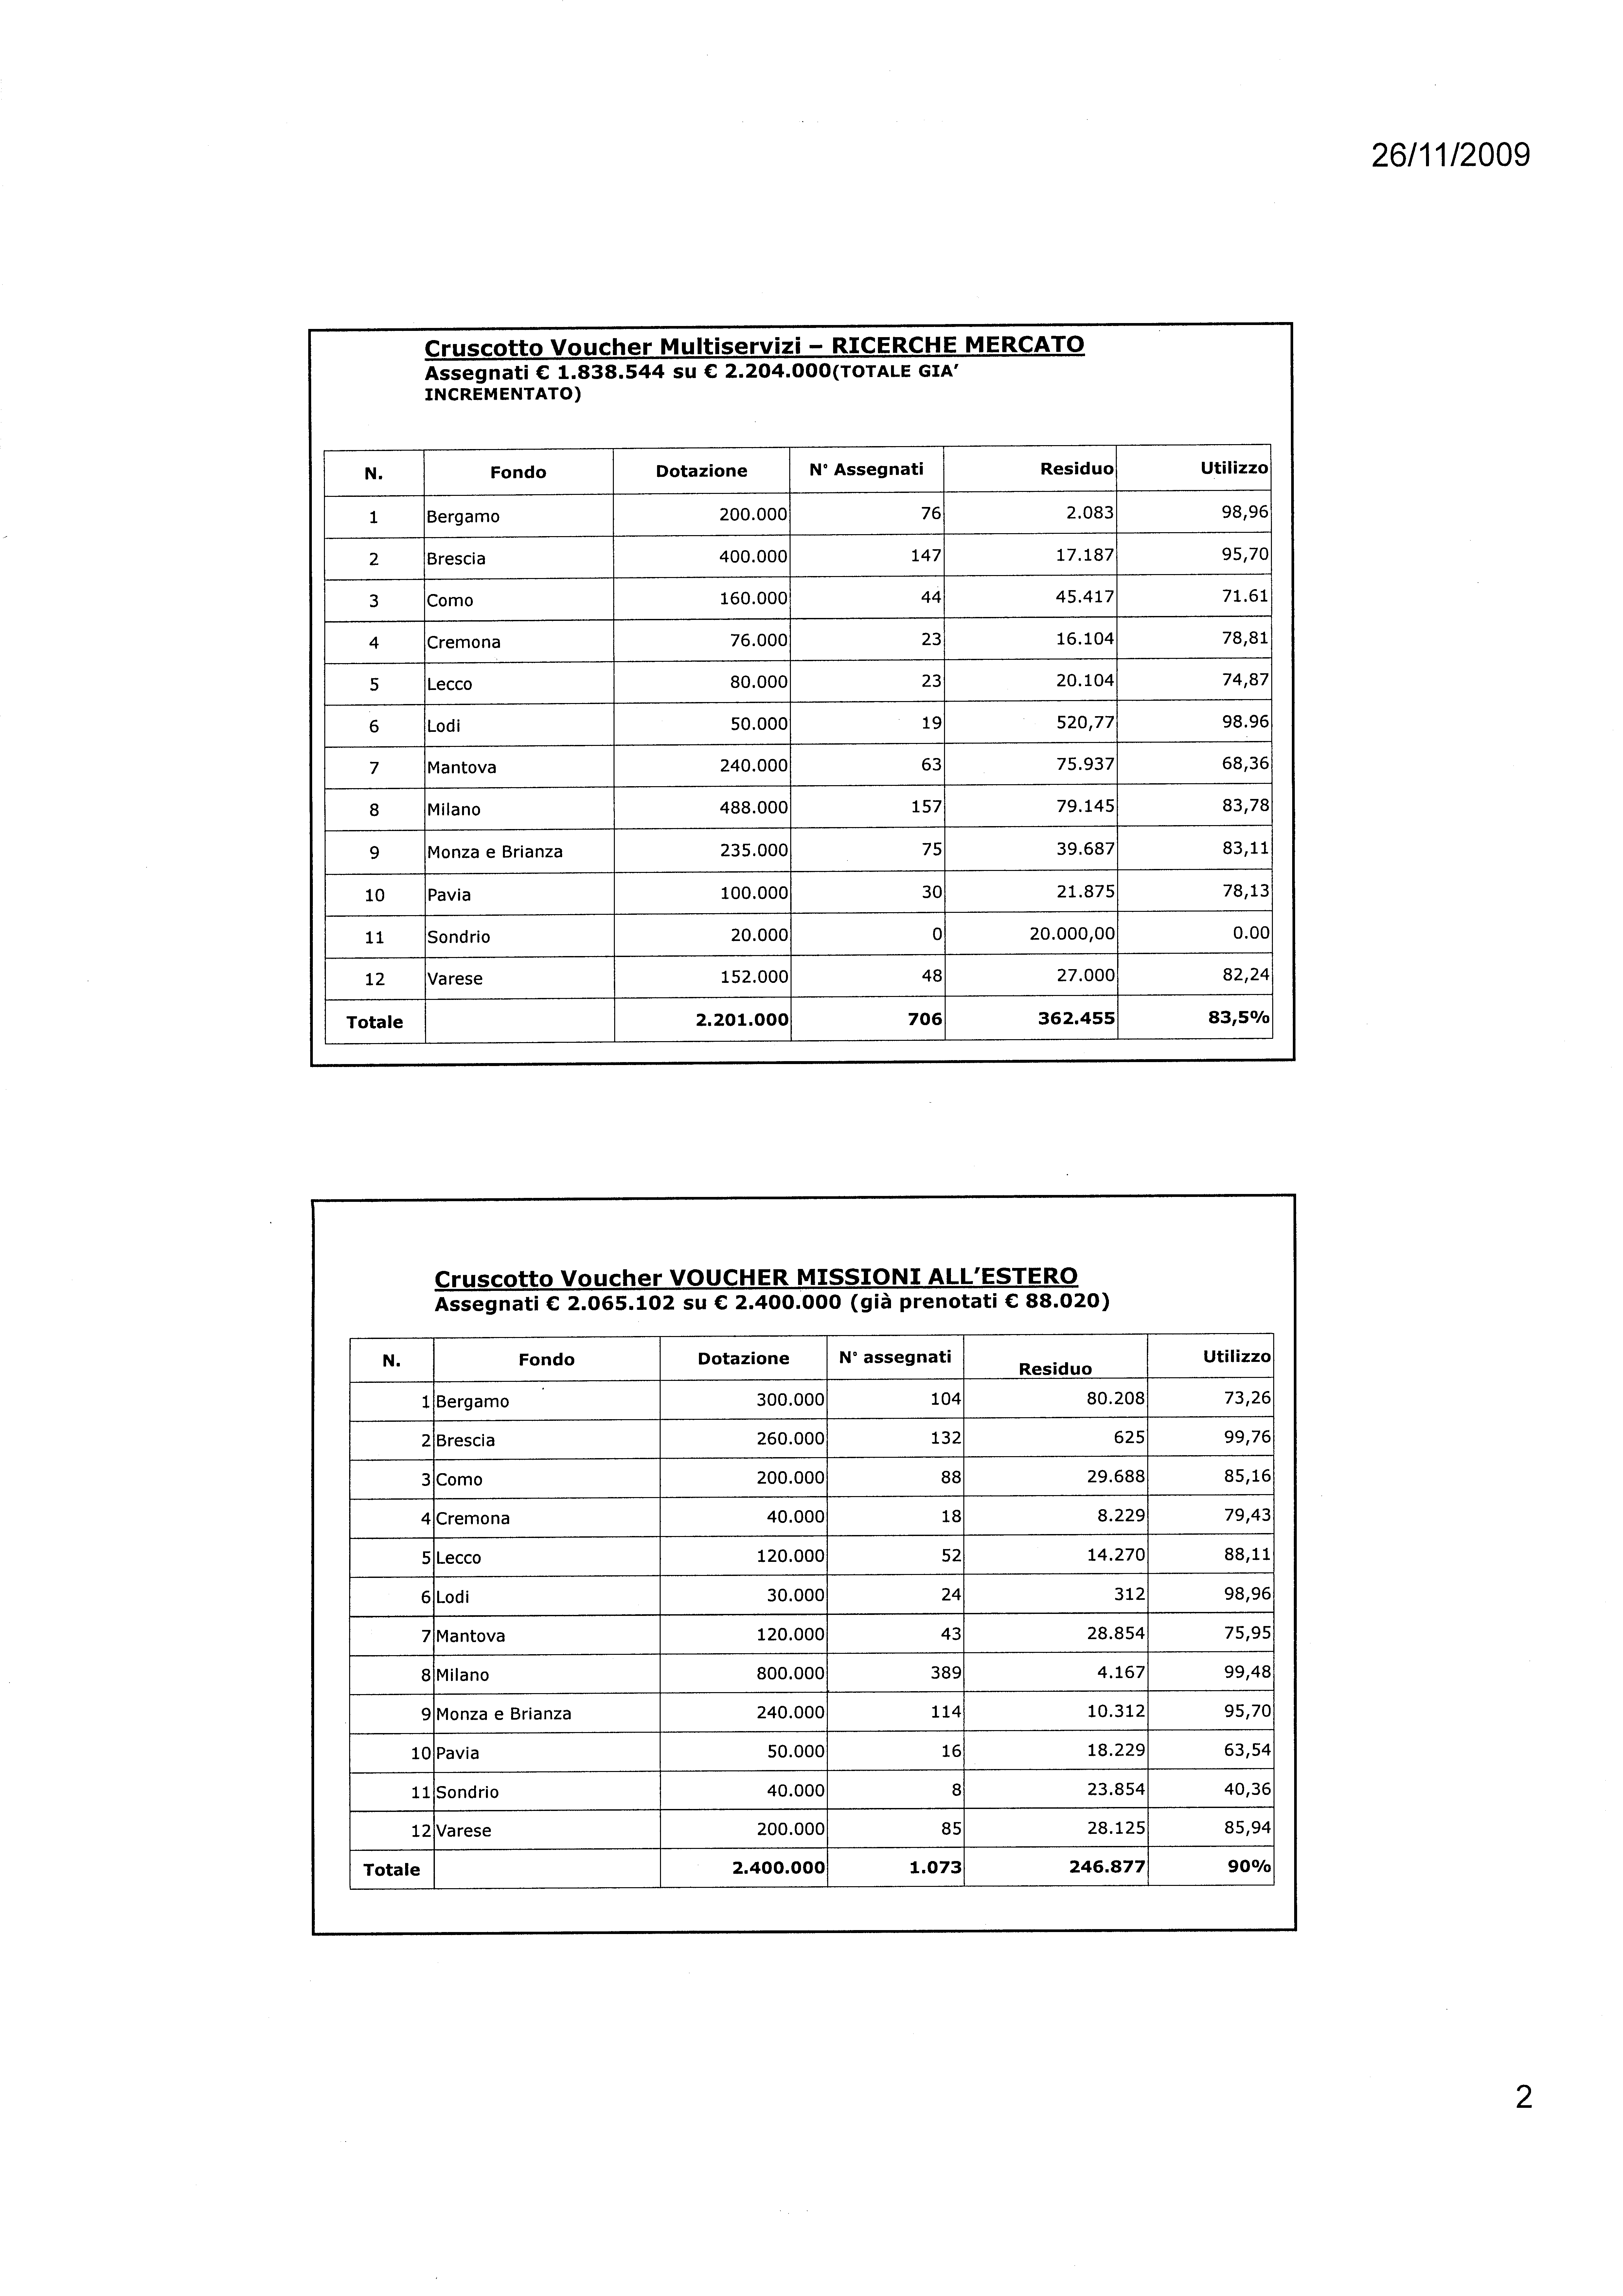 26/11/2009
Cruscotto Voucher Multiservizi – RICERCHE MERCATO
Assegnati € 1.838.544 su € 2.204.000(TOTALE GIA'
INCREMENTATO)
N. Fondo Dotazione N° Assegnati Residuo Utilizzo
1 Bergamo 200.000 76 2.083 98,96
2 Brescia 400.000 147 17.187 95,70
3 Como 160.000 44 45.417 71.61
4 Cremona 76.000 23 16.104 78,81
5 Lecco 80.000 23 20.104 74,87
6 Lodi 50.000 19 520,77 98.96
7 Mantova 240.000 63 75.937 68,36
8 Milano 488.000 157 79.145 83,78
9 Monza e Brianza 235.000 75 39.687 83,11
10 Pavia 100.000 30 21.875 78,13
11 Sondrio 20.000 0 20.000,00 0.00
12 Varese 152.000 48 27.000 82,24
Totale 2.201.000 706 362.455 83,5%
Cruscotto Voucher VOUCHER MISSIONI ALL'ESTERO
Assegnati € 2.065.102 su € 2.400.000 (già prenotati € 88.020)
N. Fondo Dotazione N° assegnati Residuo Utilizzo
1 Bergamo 300.000 104 80.208 73,26
2 Brescia 260.000 132 625 99,76
3 Como 200.000 88 29.688 85,16
4 Cremona 40.000 18 8.229 79,43
5 Lecco 120.000 52 14.270 88,11
6 Lodi 30.000 24 312 98,96
7 Mantova 120.000 43 28.854 75,95
8 Milano 800.000 389 4.167 99,48
9 Monza e Brianza 240.000 114 10.312 95,70
10 Pavia 50.000 16 18.229 63,54
11 Sondrio 40.000 8 23.854 40,36
12 Varese 200.000 85 28.125 85,94
Totale 2.400.000 1.073 246.877 90%
2